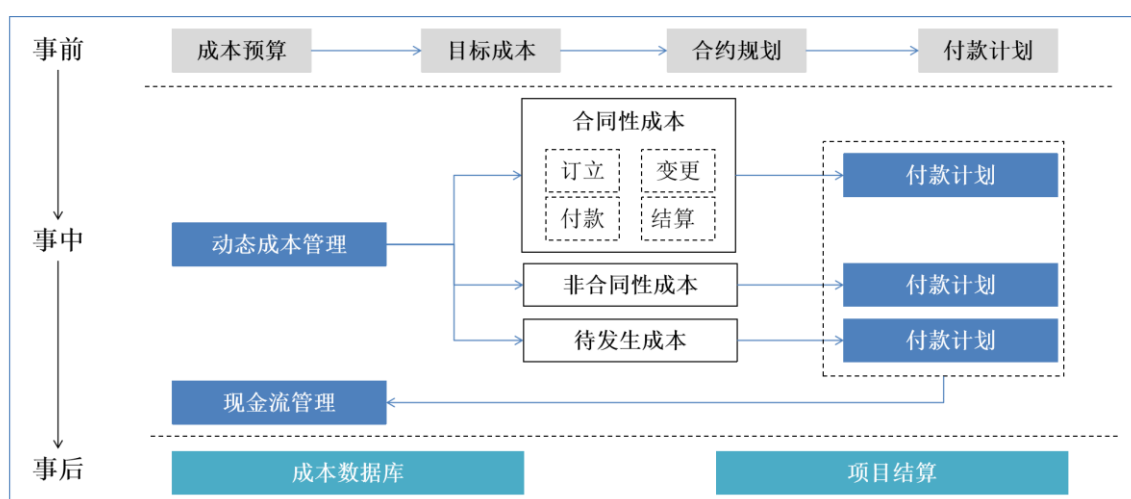 事前
成本预算
目标成本
合约规划
付款计划
合同性成本
订立
变更
付款
结算
付款计划
事中
动态成本管理
非合同性成本
付款计划
待发生成本
付款计划
现金流管理
事后
成本数据库
项目结算